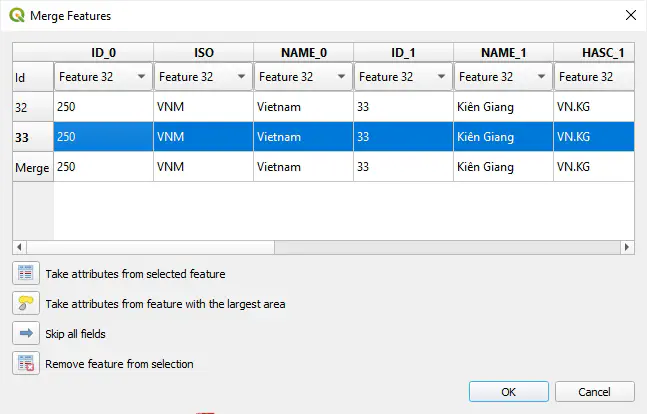 Merge Features
ID_0 ISO NAME_0 ID_1 NAME_1 HASC_1
Id Feature 32 Feature 32 Feature 32 Feature 32 Feature 32 Feature 32
32 250 VNM Vietnam 33 Kiên Giang VN.KG
33 250 VNM Vietnam 33 Kiên Giang VN.KG
Merge 250 VNM Vietnam 33 Kiên Giang VN.KG
Take attributes from selected feature
Take attributes from feature with the largest area
Skip all fields
Remove feature from selection
OK Cancel